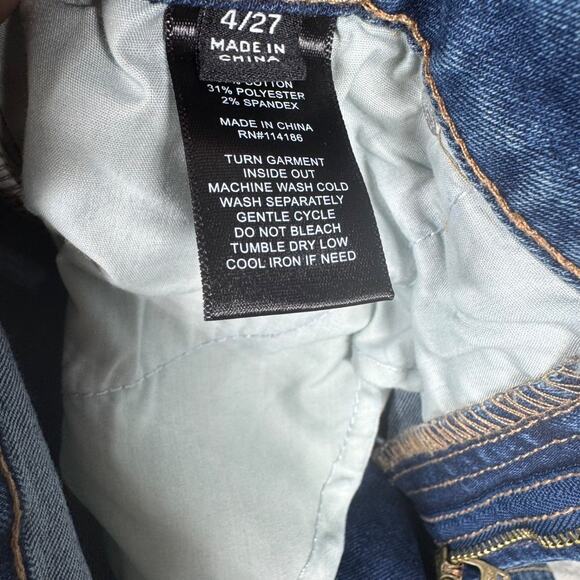 4/27
MADE IN
CHINA
% COTTON
31% POLYESTER
2% SPANDEX
MADE IN CHINA
RN#114186
TURN GARMENT
INSIDE OUT
MACHINE WASH COLD
WASH SEPARATELY
GENTLE CYCLE
DO NOT BLEACH
TUMBLE DRY LOW
COOL IRON IF NEED